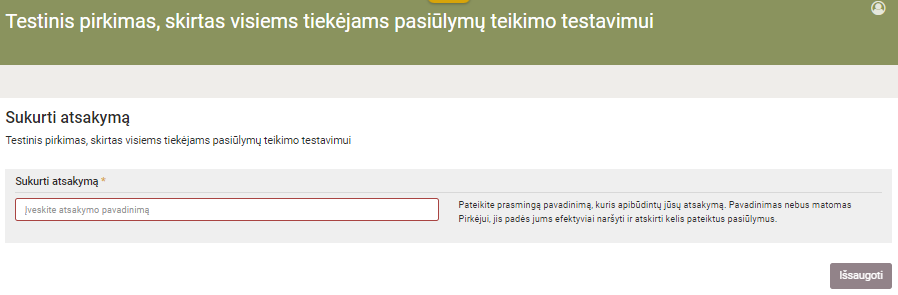 Testinis pirkimas, skirtas visiems tiekėjams pasiūlymų teikimo testavimui
Sukurti atsakymą
Testinis pirkimas, skirtas visiems tiekėjams pasiūlymų teikimo testavimui
Sukurti atsakymą *
Įveskite atsakymo pavadinimą
Pateikite prasmingą pavadinimą, kuris apibūdintų jūsų atsakymą. Pavadinimas nebus matomas
Pirkėjui, jis padės jums efektyviai naršyti ir atskirti kelis pateiktus pasiūlymus.
Išsaugoti